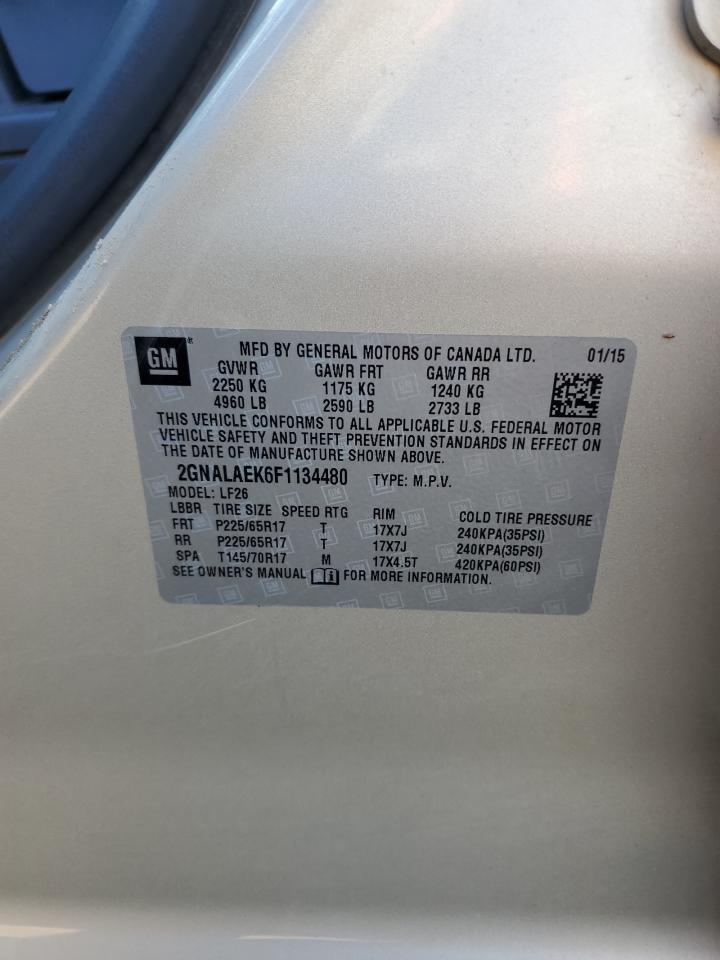 GM ® MFD BY GENERAL MOTORS OF CANADA LTD. 01/15
GVWR GAWR FRT GAWR RR
2250 KG 1175 KG 1240 KG
4960 LB 2590 LB 2733 LB
THIS VEHICLE CONFORMS TO ALL APPLICABLE U.S. FEDERAL MOTOR
VEHICLE SAFETY AND THEFT PREVENTION STANDARDS IN EFFECT ON
THE DATE OF MANUFACTURE SHOWN ABOVE.
2GNALAEK6F1134480 TYPE: M.P.V.
MODEL: LF26
LBBR TIRE SIZE SPEED RTG RIM COLD TIRE PRESSURE
FRT P225/65R17 T 17X7J 240KPA(35PSI)
RR P225/65R17 T 17X7J 240KPA(35PSI)
SPA T145/70R17 M 17X4.5T 420KPA(60PSI)
SEE OWNER'S MANUAL FOR MORE INFORMATION.